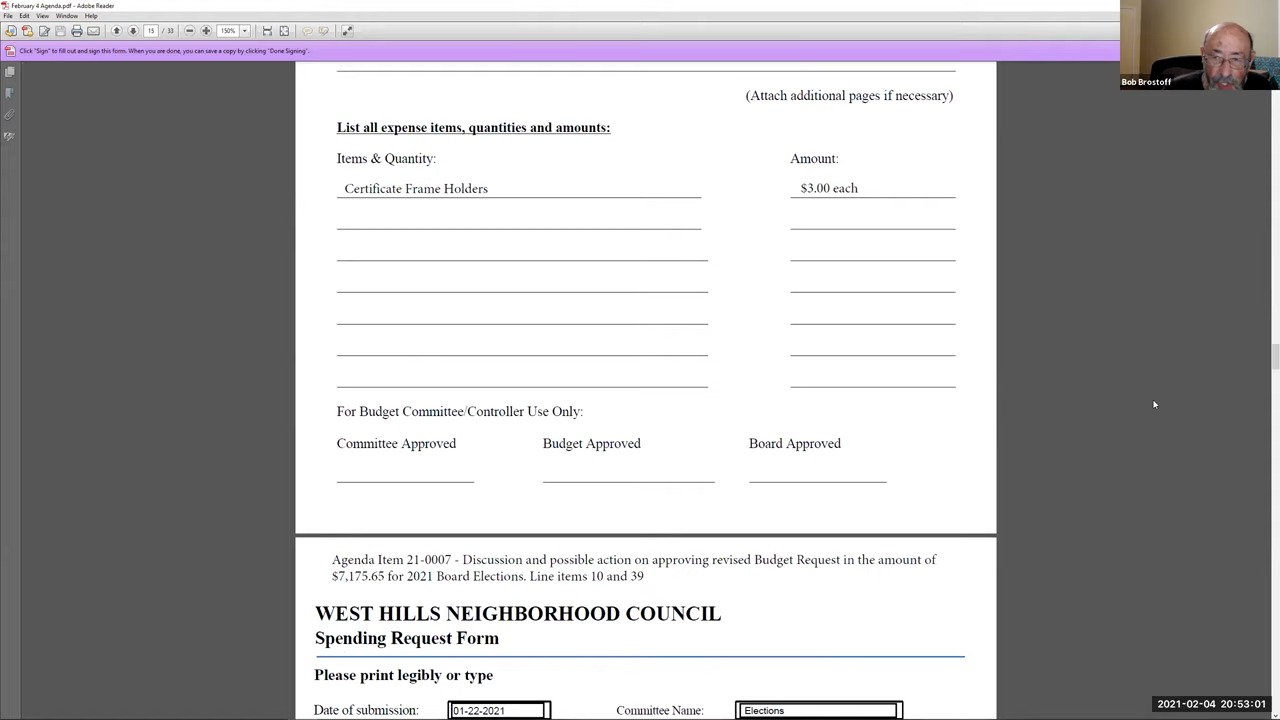 February 4 Agenda.pdf - Adobe Reader
File Edit View Window Help
15 / 33 150%
Click "Sign" to fill out and sign this form. When you are done, you can save a copy by clicking "Done Signing".
Bob Brostoff
(Attach additional pages if necessary)
List all expense items, quantities and amounts:
Items & Quantity: Amount:
Certificate Frame Holders $3.00 each
For Budget Committee/Controller Use Only:
Committee Approved Budget Approved Board Approved
Agenda Item 21-0007 - Discussion and possible action on approving revised Budget Request in the amount of
$7,175.65 for 2021 Board Elections. Line items 10 and 39
WEST HILLS NEIGHBORHOOD COUNCIL
Spending Request Form
Please print legibly or type
Date of submission: 01-22-2021 Committee Name: Elections
2021-02-04 20:53:01